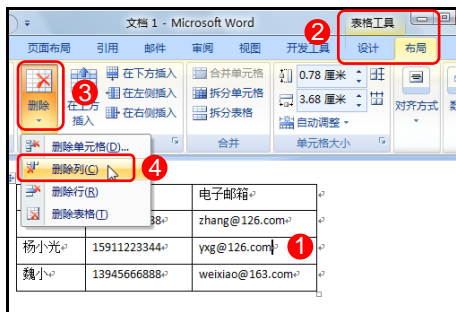 文档 1 - Microsoft Word
表格工具
2
页面布局 引用 邮件 审阅 视图 开发工具 设计 布局
删除
3
在下方插入
在左侧插入
在右侧插入
合并单元格
拆分单元格
拆分表格
合并
0.78 厘米
3.68 厘米
自动调整
单元格大小
对齐方式
删除单元格(D)...
删除列(C)
4
删除行(R)
删除表格(T)
电子邮箱
zhang@126.com
杨小光 15911223344 yxg@126.com
1
魏小 13945666888 weixiao@163.com